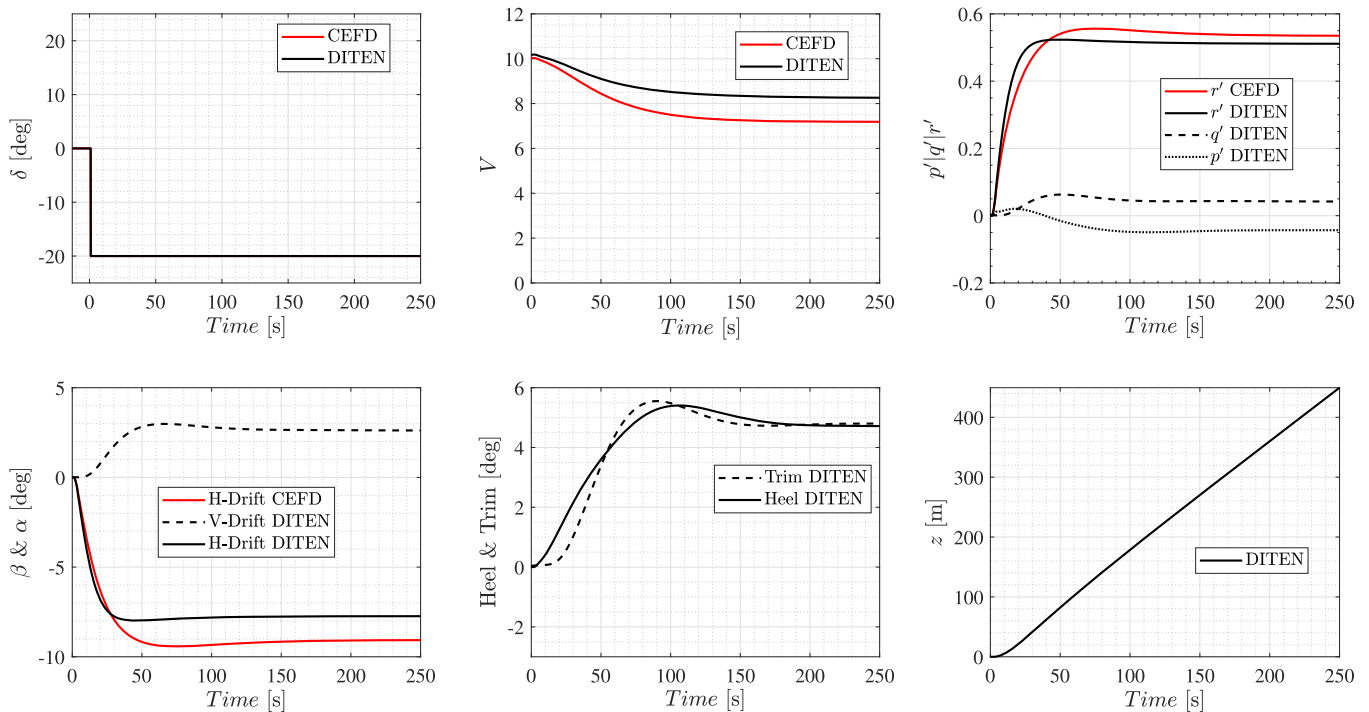 20
10
0
-10
-20
δ [deg]
0
50
100
150
200
250
Time [s]
CEFD
DITEN
12
10
8
6
4
2
0
V
0
50
100
150
200
250
Time [s]
CEFD
DITEN
0.6
0.4
0.2
0
-0.2
p′|q′|r′
0
50
100
150
200
250
Time [s]
r′ CEFD
r′ DITEN
q′ DITEN
p′ DITEN
5
0
-5
-10
β & α [deg]
0
50
100
150
200
250
Time [s]
H-Drift CEFD
V-Drift DITEN
H-Drift DITEN
6
4
2
0
-2
Heel & Trim [deg]
0
50
100
150
200
250
Time [s]
Trim DITEN
Heel DITEN
400
300
200
100
0
z [m]
0
50
100
150
200
250
Time [s]
DITEN